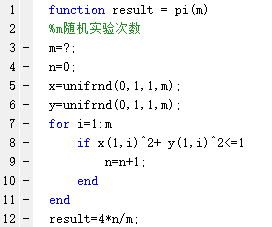 1 function result = pi(m)
2 %m随机实验次数
3 - m=?;
4 - n=0;
5 - x=unifrnd(0,1,1,m);
6 - y=unifrnd(0,1,1,m);
7 - for i=1:m
8 - if x(1,i)^2+ y(1,i)^2<=1
9 - n=n+1;
10 - end
11 - end
12 - result=4*n/m;